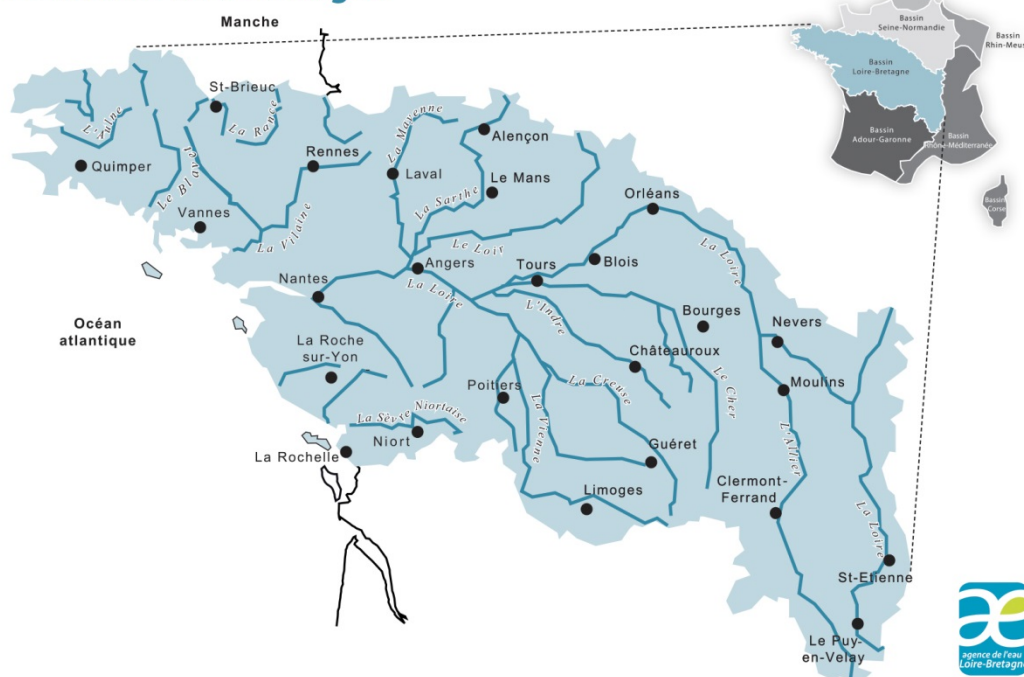 Manche
Bassin
Seine-Normandie
Bassin
Rhin-Meus
Bassin
Loire-Bretagne
Bassin
Adour-Garonne
Bassin
Rhône-Méditerranée
Bassin
Corse
St-Brieuc
L'Aulne
La Rance
La Mayenne
Alençon
Quimper
Rennes
Laval
Le Mans
Le Blavet
La Sarthe
Orléans
Vannes
La Vilaine
Le Lois
La Loire
Angers
Tours
Blois
Nantes
La Loire
L'Indre
Bourges
Océan
atlantique
Nevers
La Roche
sur-Yon
Châteauroux
Poitiers
La Creuse
Le Cher
Moulins
La Sèvre Niortaise
La Vienne
L'Allier
Niort
Guéret
La Rochelle
Clermont-
Ferrand
Limoges
La Loire
St-Etienne
Le Puy-
en-Velay
ae
agence de l'eau
Loire-Bretagne